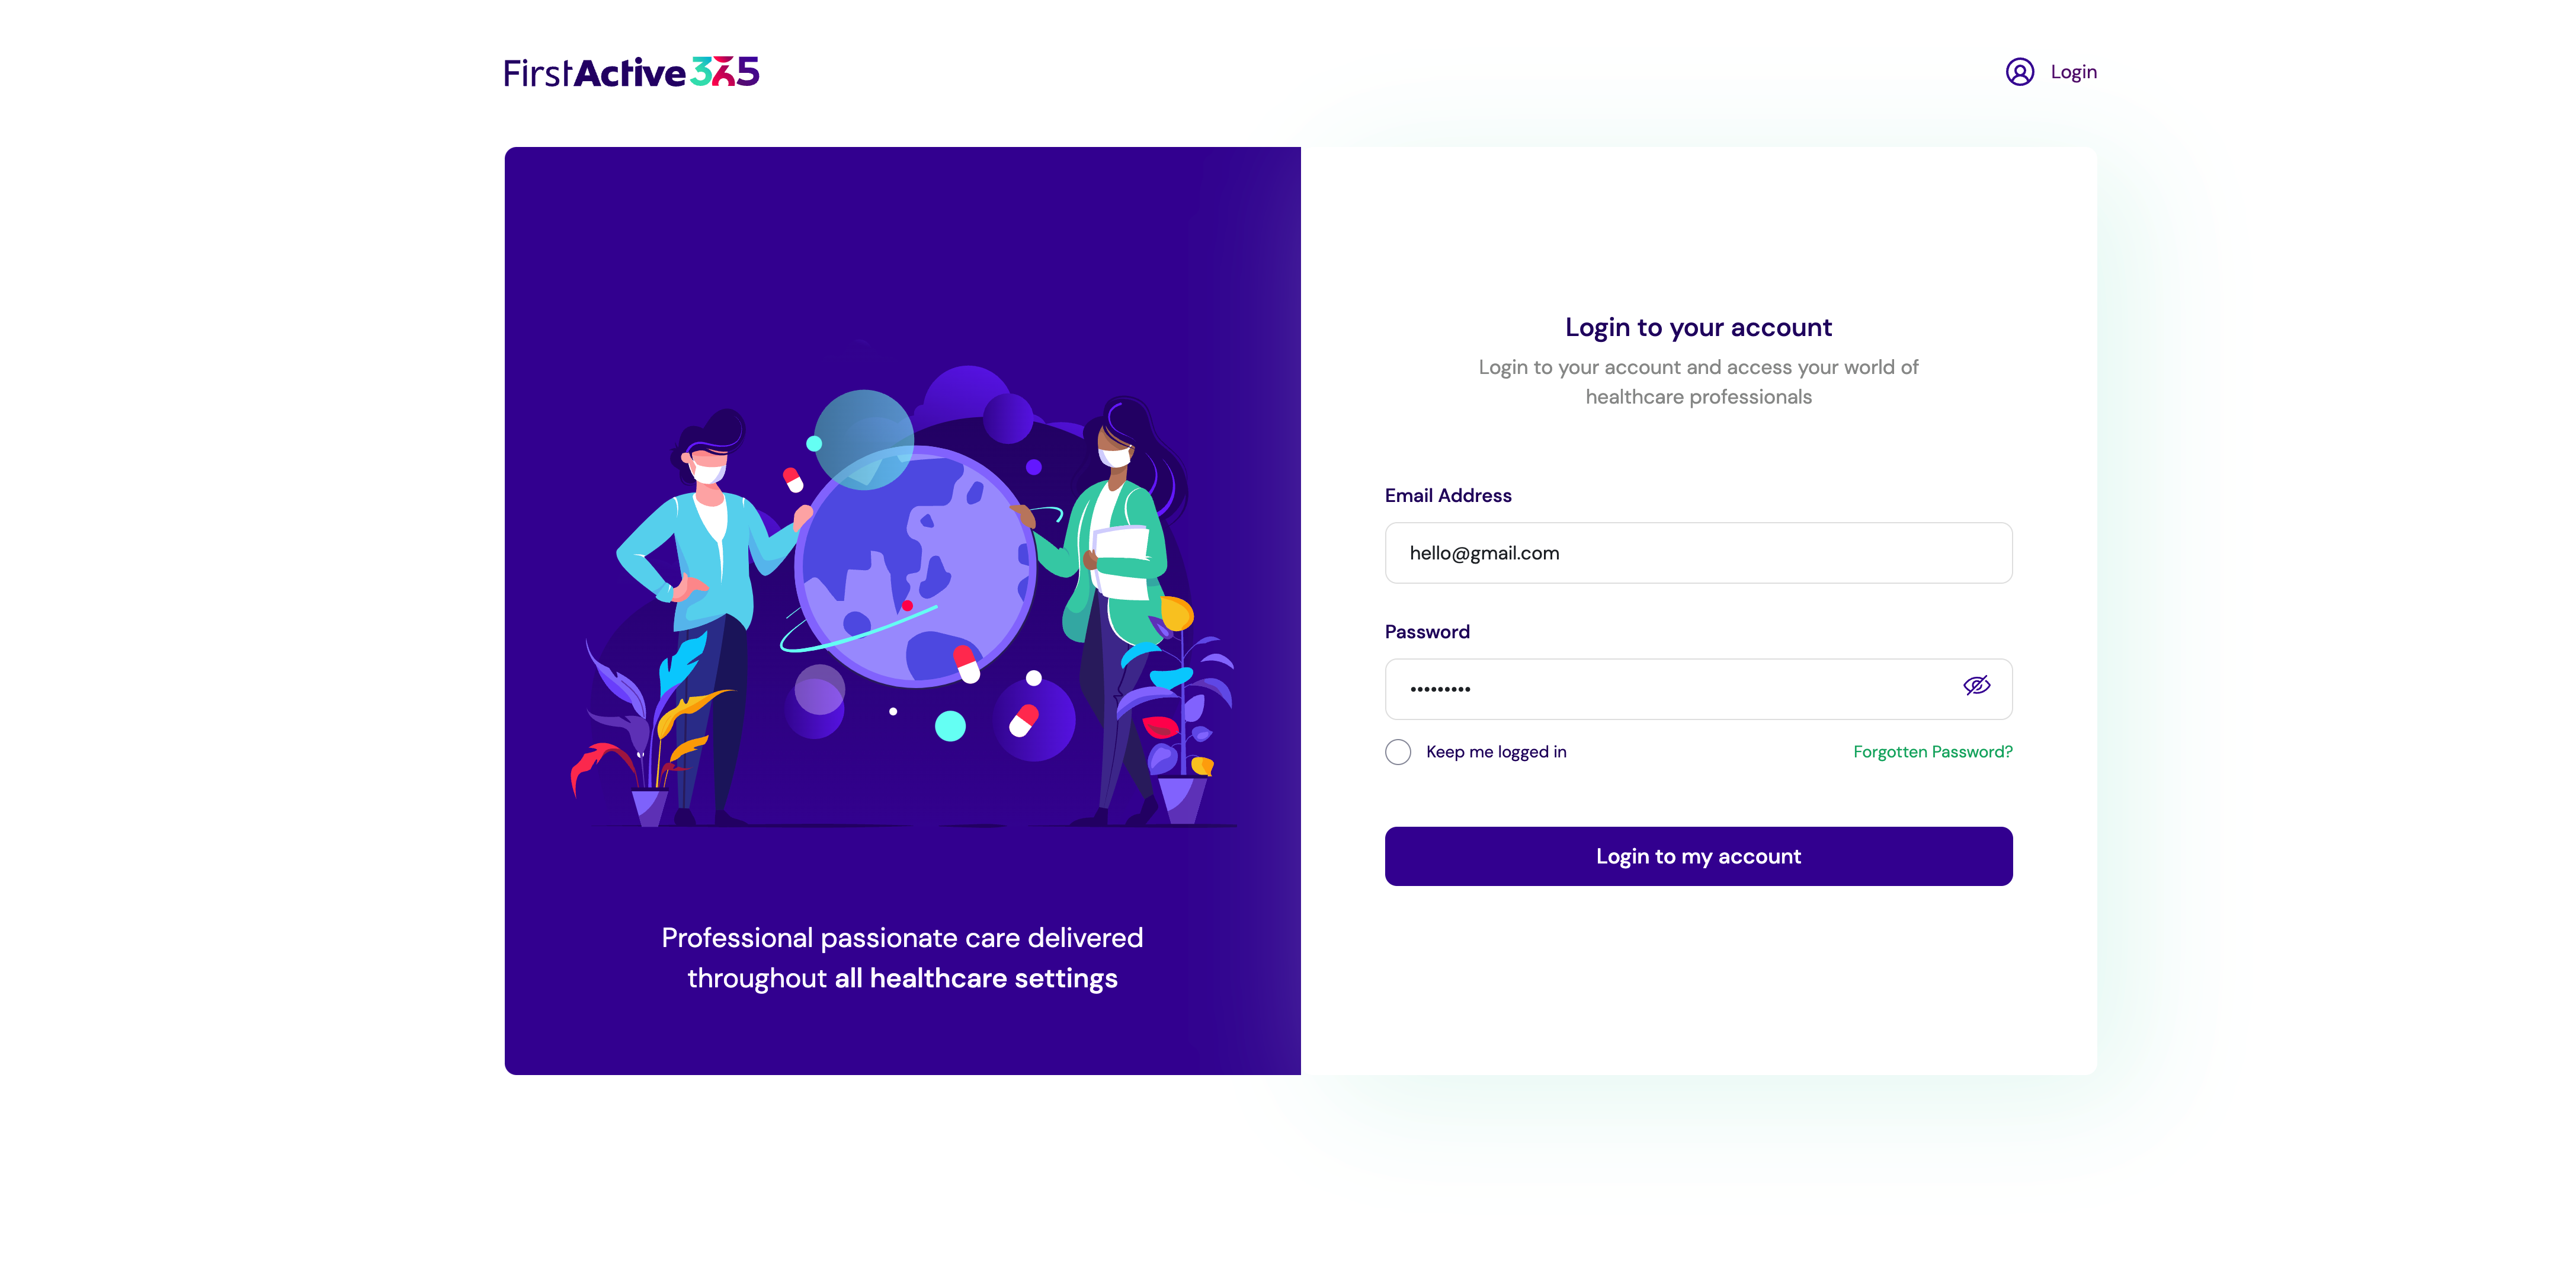 FirstActive365
Login
Login to your account
Login to your account and access your world of
healthcare professionals
Email Address
hello@gmail.com
Password
•••••••••
Keep me logged in
Forgotten Password?
Login to my account
Professional passionate care delivered
throughout all healthcare settings